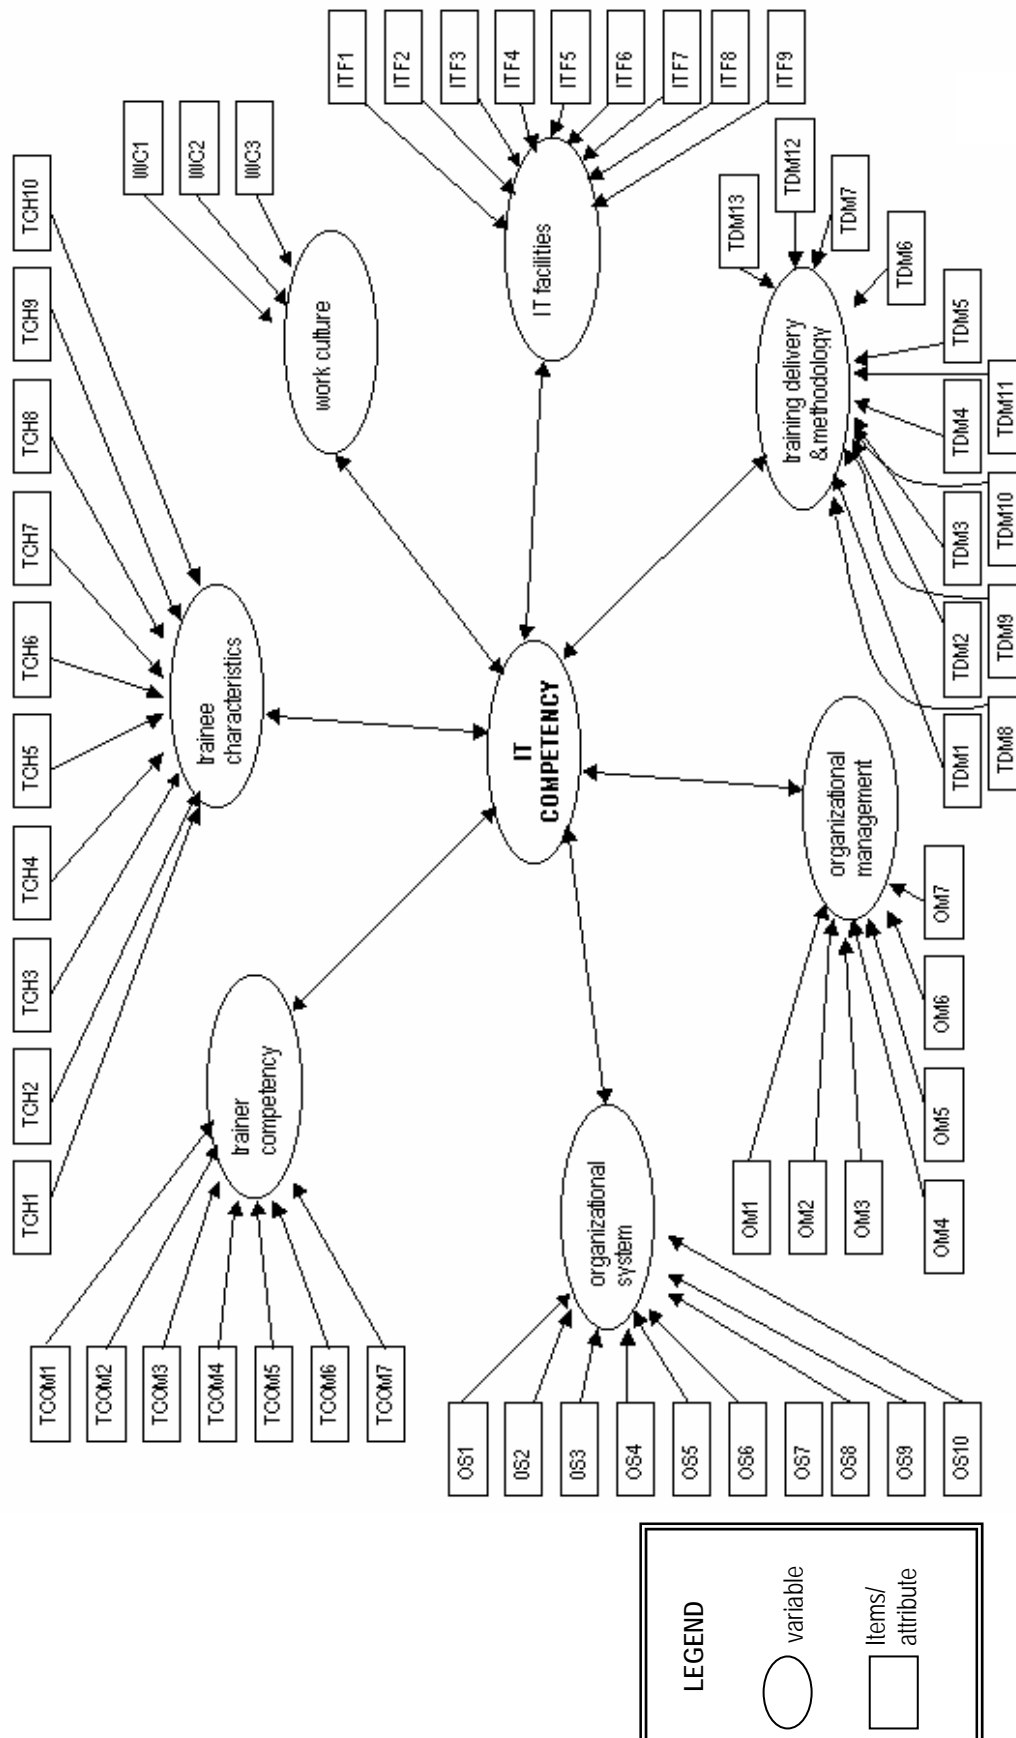 TCH1
TCH2
TCH3
TCH4
TCH5
TCH6
TCH7
TCH8
TCH9
TCH10
TCOM1
TCOM2
TCOM3
TCOM4
TCOM5
TCOM6
TCOM7
trainer
competency
trainee
characteristics
WC1
WC2
WC3
work culture
ITF1
ITF2
ITF3
ITF4
ITF5
ITF6
ITF7
ITF8
ITF9
IT facilities
IT
COMPETENCY
OS1
OS2
OS3
OS4
OS5
OS6
OS7
OS8
OS9
OS10
organizational
system
OM1
OM2
OM3
OM4
OM5
OM6
OM7
organizational
management
training delivery
& methodology
TDM13
TDM12
TDM7
TDM6
TDM5
TDM4
TDM3
TDM2
TDM1
TDM11
TDM10
TDM9
TDM8
LEGEND
variable
Items/
attribute